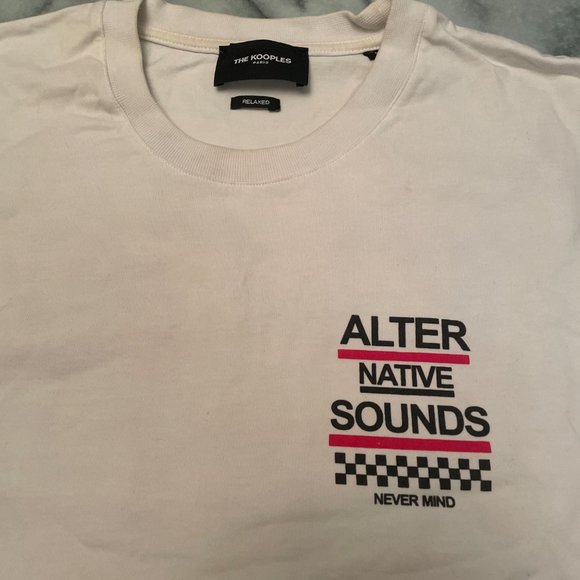 THE KOOPLES
PARIS
RELAXED
ALTER
NATIVE
SOUNDS
NEVER MIND